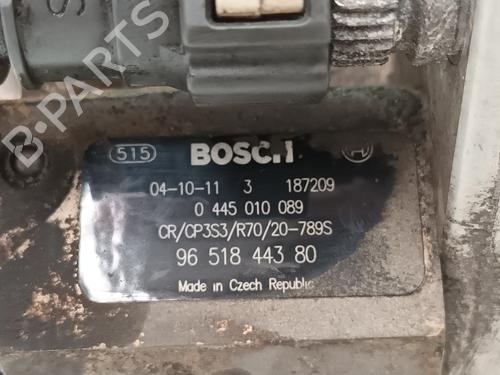 S
B-PARTS
515 BOSCH
04-10-11 3 187209
0 445 010 089
CR/CP3S3/R70/20-789S
96 518 443 80
Made in Czech Republic